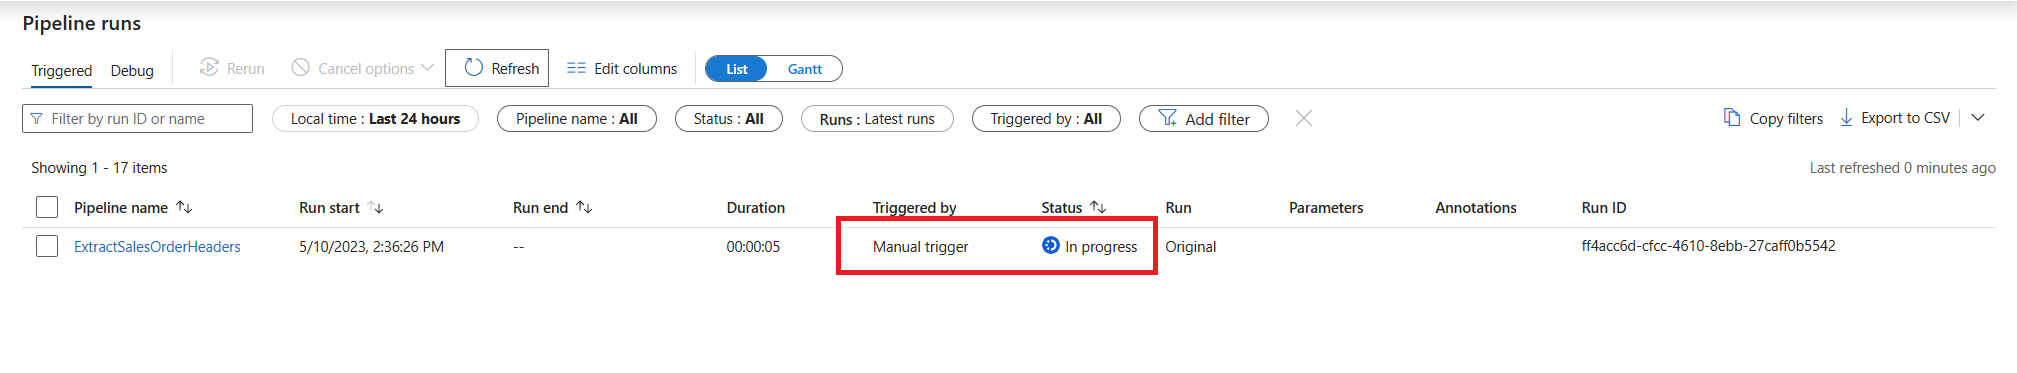 Pipeline runs
Triggered Debug Rerun Cancel options Refresh Edit columns List Gantt
Filter by run ID or name Local time : Last 24 hours Pipeline name : All Status : All Runs : Latest runs Triggered by : All Add filter Copy filters Export to CSV
Showing 1 - 17 items Last refreshed 0 minutes ago
Pipeline name Run start Run end Duration Triggered by Status Run Parameters Annotations Run ID
ExtractSalesOrderHeaders 5/10/2023, 2:36:26 PM -- 00:00:05 Manual trigger In progress Original ff4acc6d-cfcc-4610-8ebb-27caff0b5542